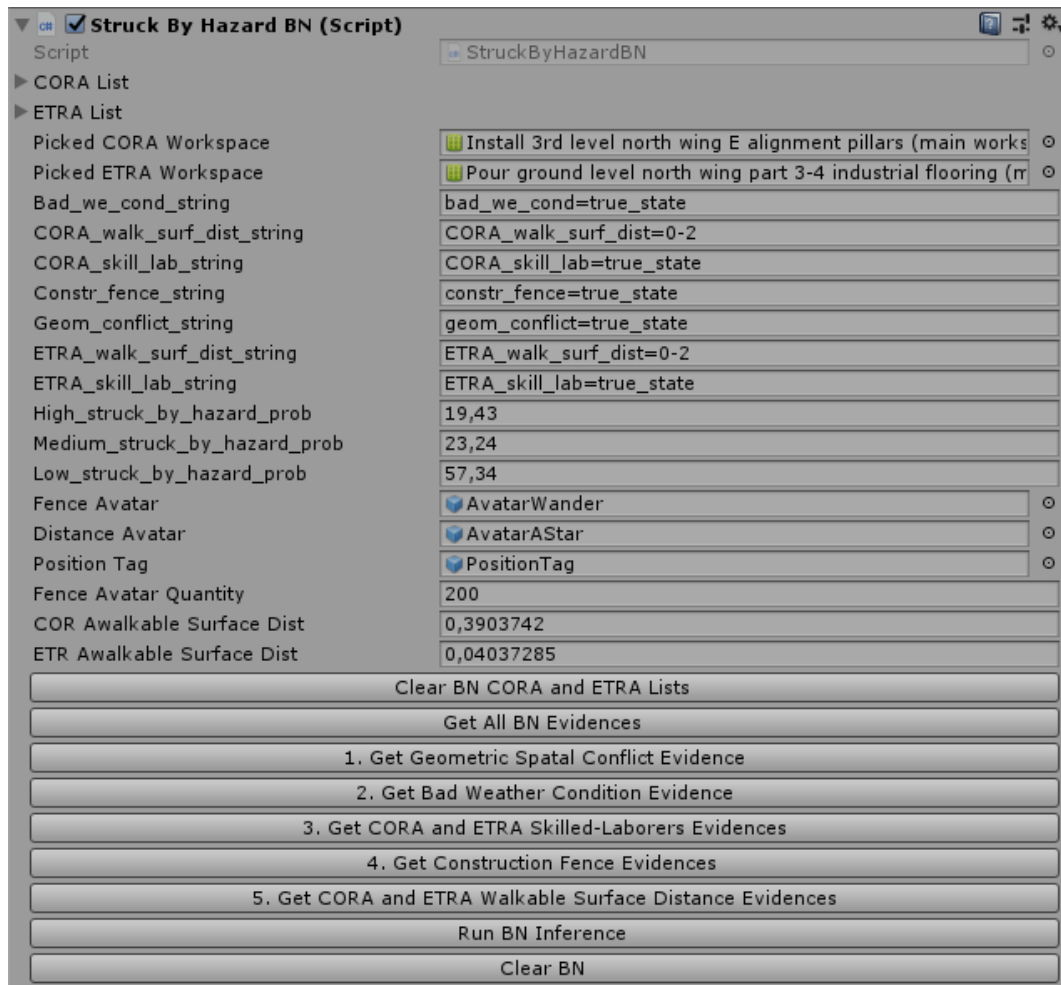 Struck By Hazard BN (Script)
Script StruckByHazardBN
CORA List
ETRA List
Picked CORA Workspace Install 3rd level north wing E alignment pillars (main works
Picked ETRA Workspace Pour ground level north wing part 3-4 industrial flooring (m
Bad_we_cond_string bad_we_cond=true_state
CORA_walk_surf_dist_string CORA_walk_surf_dist=0-2
CORA_skill_lab_string CORA_skill_lab=true_state
Constr_fence_string constr_fence=true_state
Geom_conflict_string geom_conflict=true_state
ETRA_walk_surf_dist_string ETRA_walk_surf_dist=0-2
ETRA_skill_lab_string ETRA_skill_lab=true_state
High_struck_by_hazard_prob 19,43
Medium_struck_by_hazard_prob 23,24
Low_struck_by_hazard_prob 57,34
Fence Avatar AvatarWander
Distance Avatar AvatarAStar
Position Tag PositionTag
Fence Avatar Quantity 200
COR Awalkable Surface Dist 0,3903742
ETR Awalkable Surface Dist 0,04037285
Clear BN CORA and ETRA Lists
Get All BN Evidences
1. Get Geometric Spatal Conflict Evidence
2. Get Bad Weather Condition Evidence
3. Get CORA and ETRA Skilled-Laborers Evidences
4. Get Construction Fence Evidences
5. Get CORA and ETRA Walkable Surface Distance Evidences
Run BN Inference
Clear BN